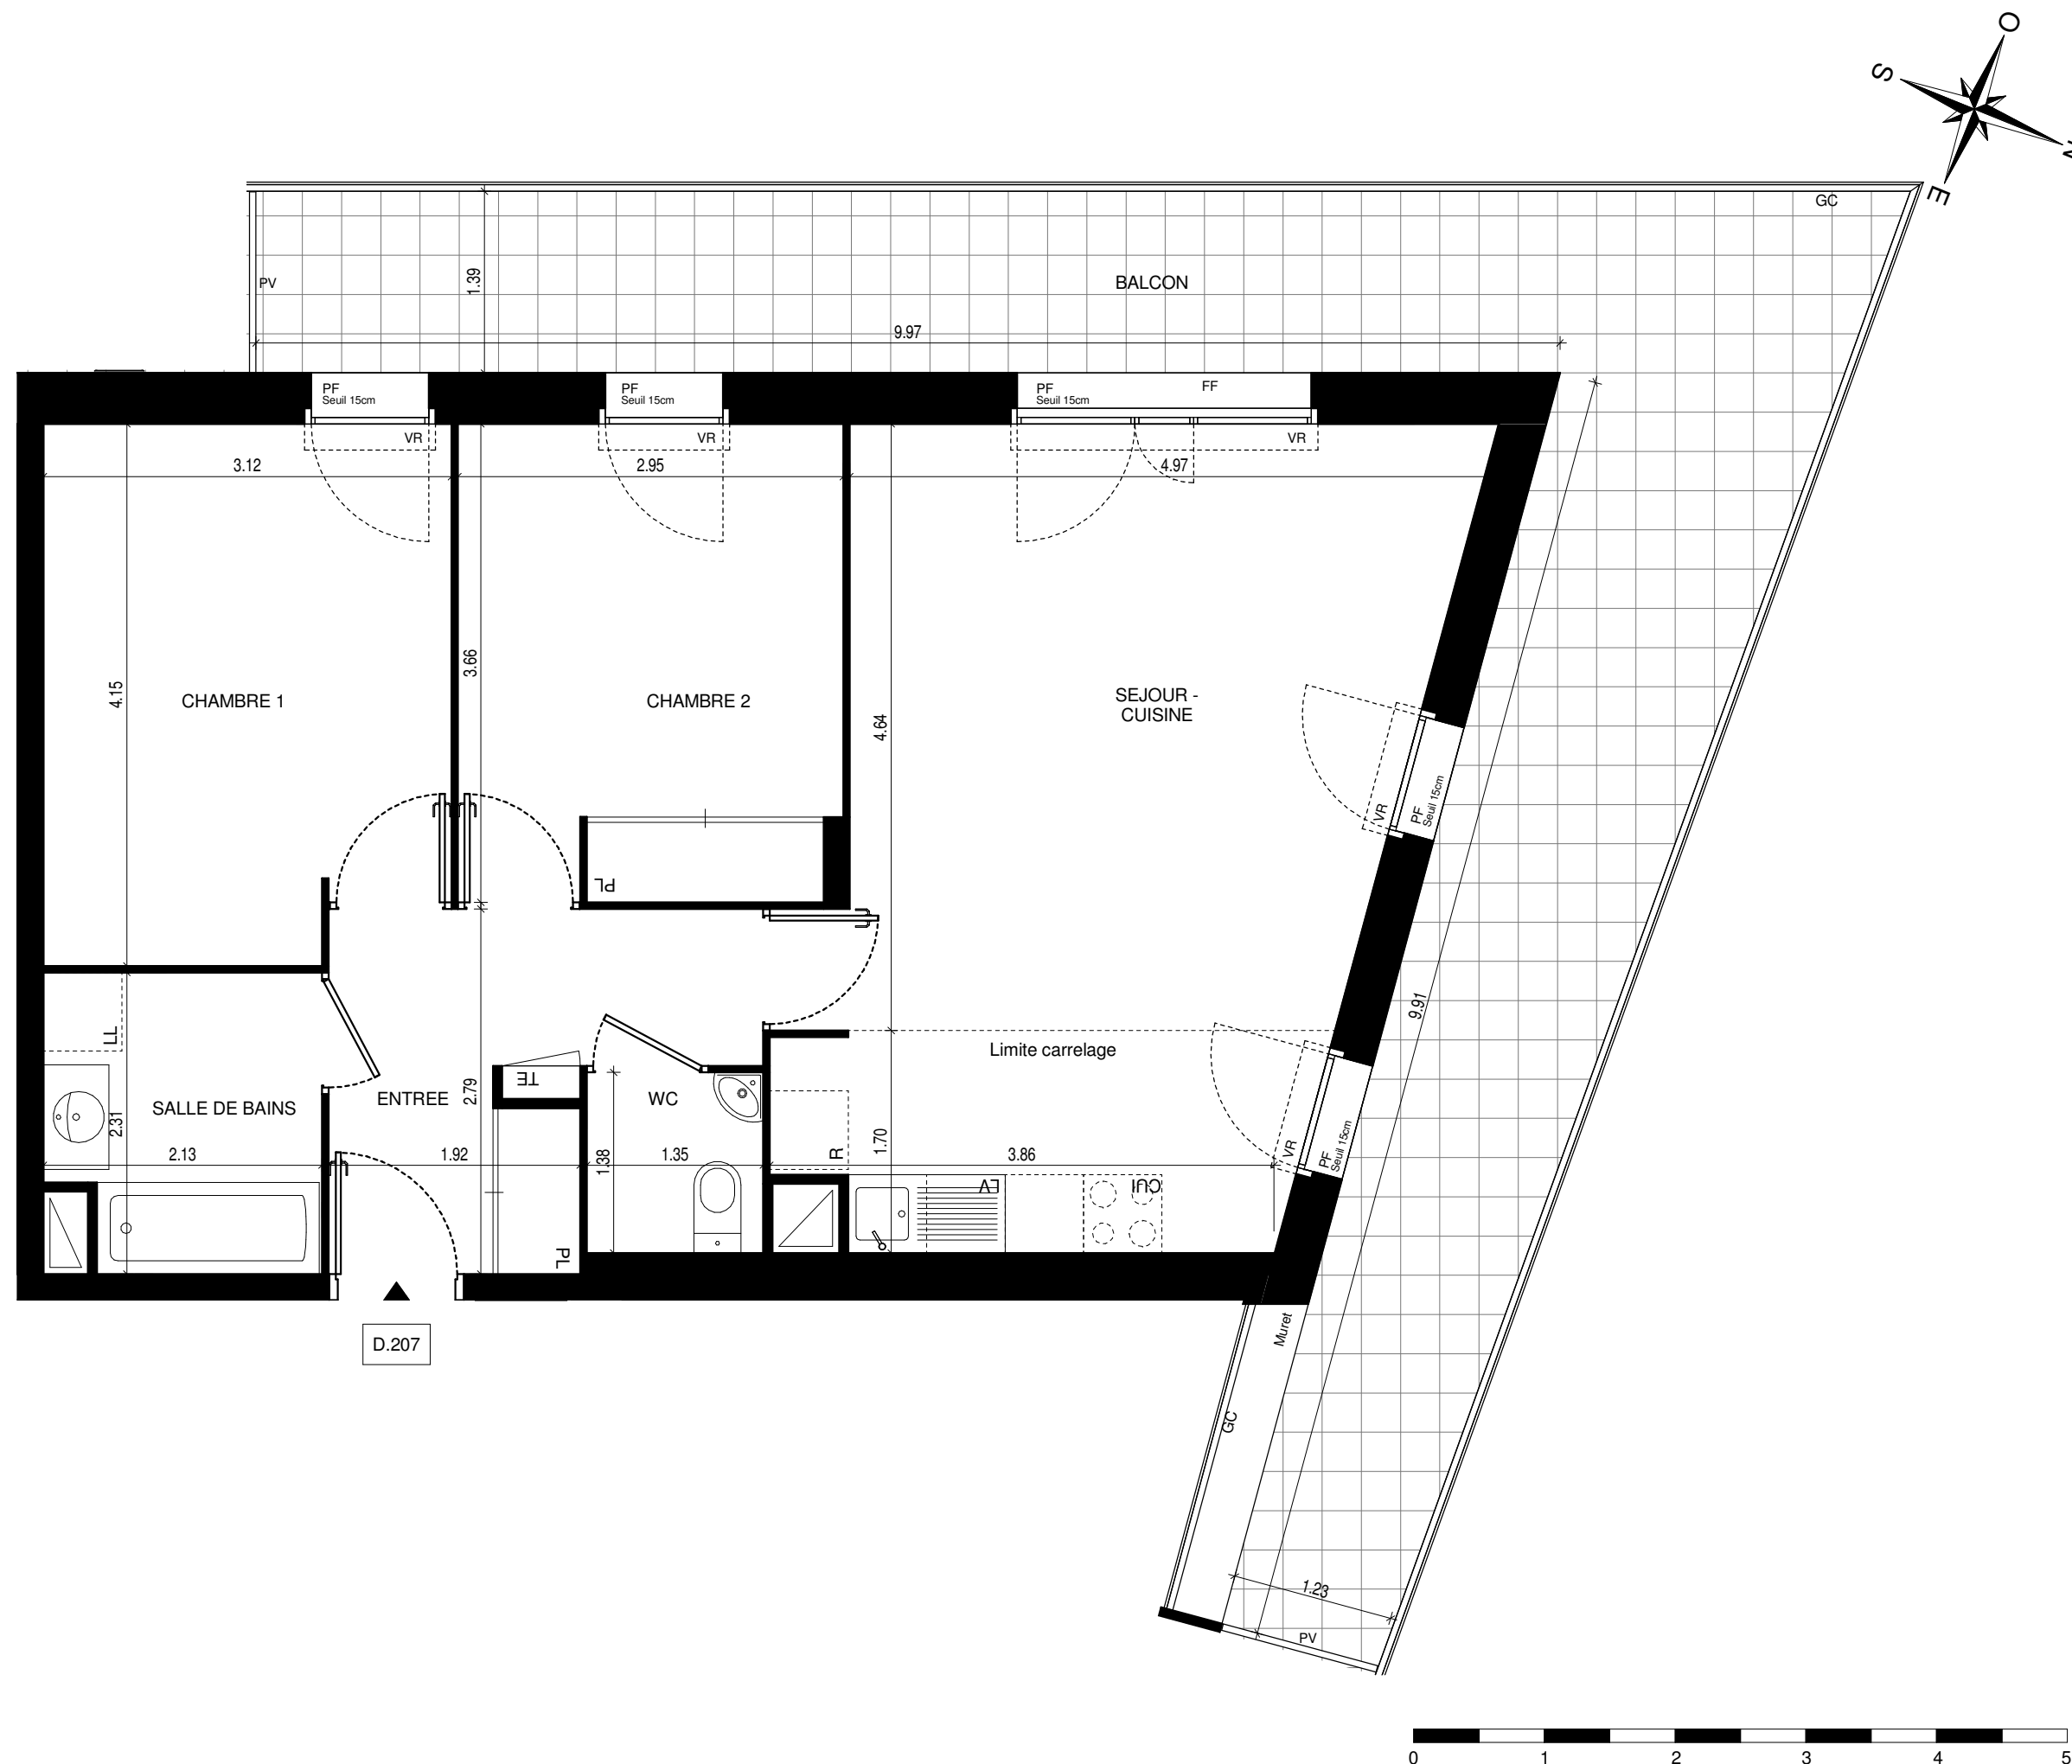 O
S
N
E
GC
PV
1.39
BALCON
9.97
PF
Seuil 15cm
PF
Seuil 15cm
PF
Seuil 15cm
FF
VR
VR
VR
3.12
2.95
4.97
4.15
3.66
4.64
CHAMBRE 1
CHAMBRE 2
SEJOUR -
CUISINE
VR
PF
Seuil 15cm
PL
9.91
LL
TE
Limite carrelage
SALLE DE BAINS
ENTREE
WC
2.31
2.79
2.13
1.92
1.38
1.35
R
1.70
3.86
VR
PF
Seuil 15cm
LV
CUI
PL
D.207
Muret
GC
1.23
PV
0 1 2 3 4 5